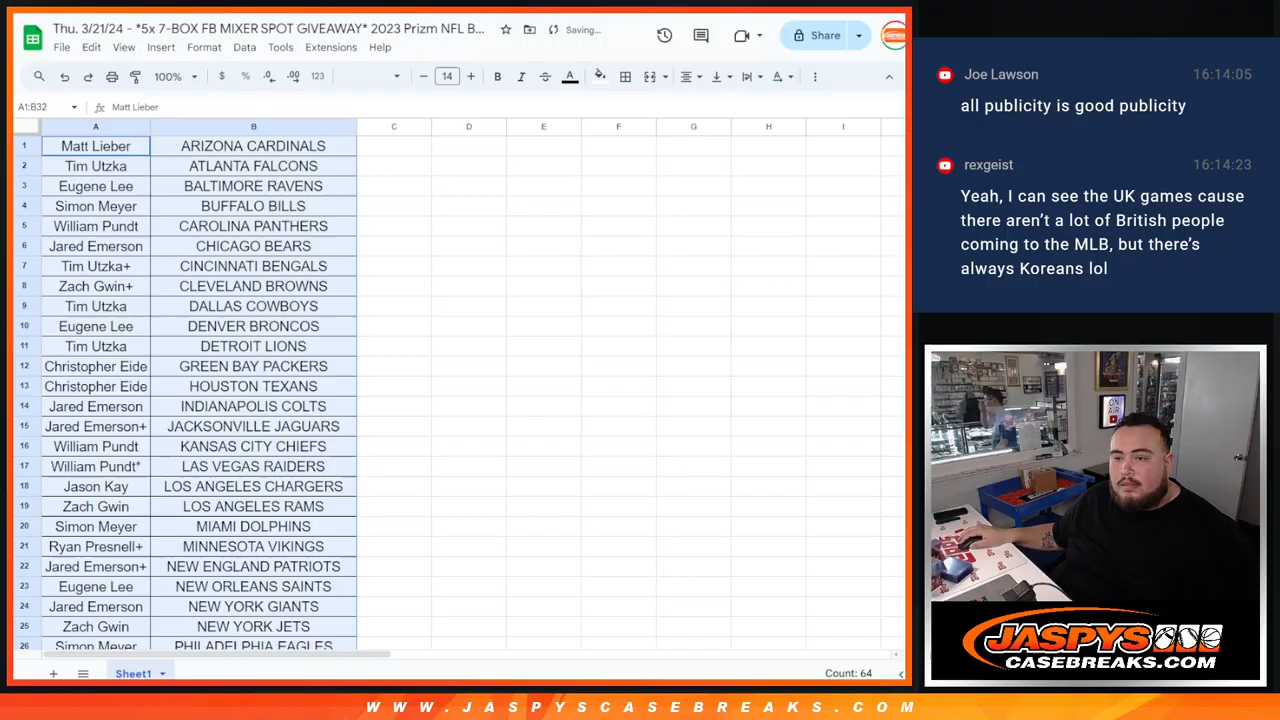 Thu. 3/21/24 - *5x 7-BOX FB MIXER SPOT GIVEAWAY* 2023 Prizm NFL B...
Saving...
Share
File Edit View Insert Format Data Tools Extensions Help
100% $ % .0 .00 123 14 B I S A
A1:B32 fx Matt Lieber
A B C D E F G H I
1 Matt Lieber ARIZONA CARDINALS
2 Tim Utzka ATLANTA FALCONS
3 Eugene Lee BALTIMORE RAVENS
4 Simon Meyer BUFFALO BILLS
5 William Pundt CAROLINA PANTHERS
6 Jared Emerson CHICAGO BEARS
7 Tim Utzka+ CINCINNATI BENGALS
8 Zach Gwin+ CLEVELAND BROWNS
9 Tim Utzka DALLAS COWBOYS
10 Eugene Lee DENVER BRONCOS
11 Tim Utzka DETROIT LIONS
12 Christopher Eide GREEN BAY PACKERS
13 Christopher Eide HOUSTON TEXANS
14 Jared Emerson INDIANAPOLIS COLTS
15 Jared Emerson+ JACKSONVILLE JAGUARS
16 William Pundt KANSAS CITY CHIEFS
17 William Pundt* LAS VEGAS RAIDERS
18 Jason Kay LOS ANGELES CHARGERS
19 Zach Gwin LOS ANGELES RAMS
20 Simon Meyer MIAMI DOLPHINS
21 Ryan Presnell+ MINNESOTA VIKINGS
22 Jared Emerson+ NEW ENGLAND PATRIOTS
23 Eugene Lee NEW ORLEANS SAINTS
24 Jared Emerson NEW YORK GIANTS
25 Zach Gwin NEW YORK JETS
26 Simon Meyer PHILADELPHIA EAGLES
Sheet1
Count: 64
Joe Lawson 16:14:05
all publicity is good publicity
rexgeist 16:14:23
Yeah, I can see the UK games cause
there aren't a lot of British people
coming to the MLB, but there's
always Koreans lol
ON
AIR
JASPYS
CASEBREAKS.COM
WWW.JASPYSCASEBREAKS.COM